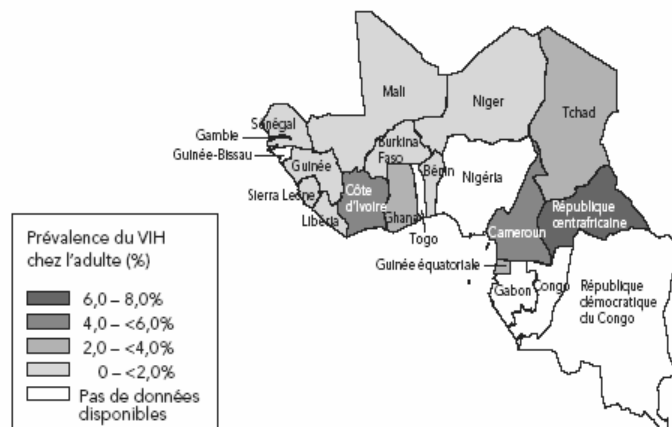 Mali
Niger
Tchad
Sénégal
Gambie
Guinée-Bissau
Guinée
Burkina
Faso
Bénin
Nigéria
Sierra Leone
Côte
d'Ivoire
Ghana
Libéria
Togo
Cameroun
République
centrafricaine
Guinée équatoriale
Gabon
Congo
République
démocratique
du Congo
Prévalence du VIH
chez l'adulte (%)
6,0 – 8,0%
4,0 – <6,0%
2,0 – <4,0%
0 – <2,0%
Pas de données
disponibles